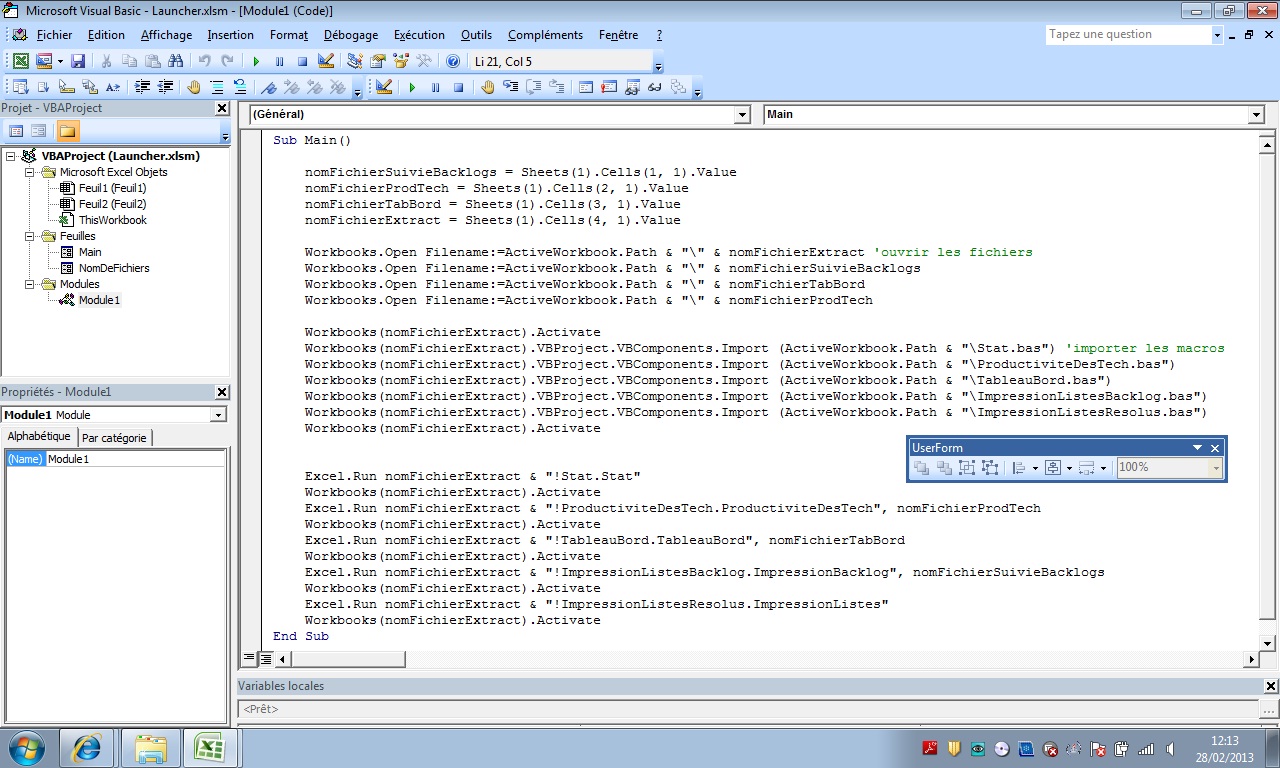 Microsoft Visual Basic - Launcher.xlsm - [Module1 (Code)]
Fichier Edition Affichage Insertion Format Débogage Exécution Outils Compléments Fenêtre ?
Tapez une question
Li 21, Col 5
Projet - VBAProject
VBAProject (Launcher.xlsm)
Microsoft Excel Objets
Feuil1 (Feuil1)
Feuil2 (Feuil2)
ThisWorkbook
Feuilles
Main
NomDeFichiers
Modules
Module1
Propriétés - Module1
Module1 Module
Alphabétique Par catégorie
(Name) Module1
(Général) Main
Sub Main()
nomFichierSuivieBacklogs = Sheets(1).Cells(1, 1).Value
nomFichierProdTech = Sheets(1).Cells(2, 1).Value
nomFichierTabBord = Sheets(1).Cells(3, 1).Value
nomFichierExtract = Sheets(1).Cells(4, 1).Value
Workbooks.Open Filename:=ActiveWorkbook.Path & "\" & nomFichierExtract 'ouvrir les fichiers
Workbooks.Open Filename:=ActiveWorkbook.Path & "\" & nomFichierSuivieBacklogs
Workbooks.Open Filename:=ActiveWorkbook.Path & "\" & nomFichierTabBord
Workbooks.Open Filename:=ActiveWorkbook.Path & "\" & nomFichierProdTech
Workbooks(nomFichierExtract).Activate
Workbooks(nomFichierExtract).VBProject.VBComponents.Import (ActiveWorkbook.Path & "\Stat.bas") 'importer les macros
Workbooks(nomFichierExtract).VBProject.VBComponents.Import (ActiveWorkbook.Path & "\ProductiviteDesTech.bas")
Workbooks(nomFichierExtract).VBProject.VBComponents.Import (ActiveWorkbook.Path & "\TableauBord.bas")
Workbooks(nomFichierExtract).VBProject.VBComponents.Import (ActiveWorkbook.Path & "\ImpressionListesBacklog.bas")
Workbooks(nomFichierExtract).VBProject.VBComponents.Import (ActiveWorkbook.Path & "\ImpressionListesResolus.bas")
Workbooks(nomFichierExtract).Activate
Excel.Run nomFichierExtract & "!Stat.Stat"
Workbooks(nomFichierExtract).Activate
Excel.Run nomFichierExtract & "!ProductiviteDesTech.ProductiviteDesTech", nomFichierProdTech
Workbooks(nomFichierExtract).Activate
Excel.Run nomFichierExtract & "!TableauBord.TableauBord", nomFichierTabBord
Workbooks(nomFichierExtract).Activate
Excel.Run nomFichierExtract & "!ImpressionListesBacklog.ImpressionBacklog", nomFichierSuivieBacklogs
Workbooks(nomFichierExtract).Activate
Excel.Run nomFichierExtract & "!ImpressionListesResolus.ImpressionListes"
Workbooks(nomFichierExtract).Activate
End Sub
UserForm
100%
Variables locales
<Prêt>
12:13
28/02/2013